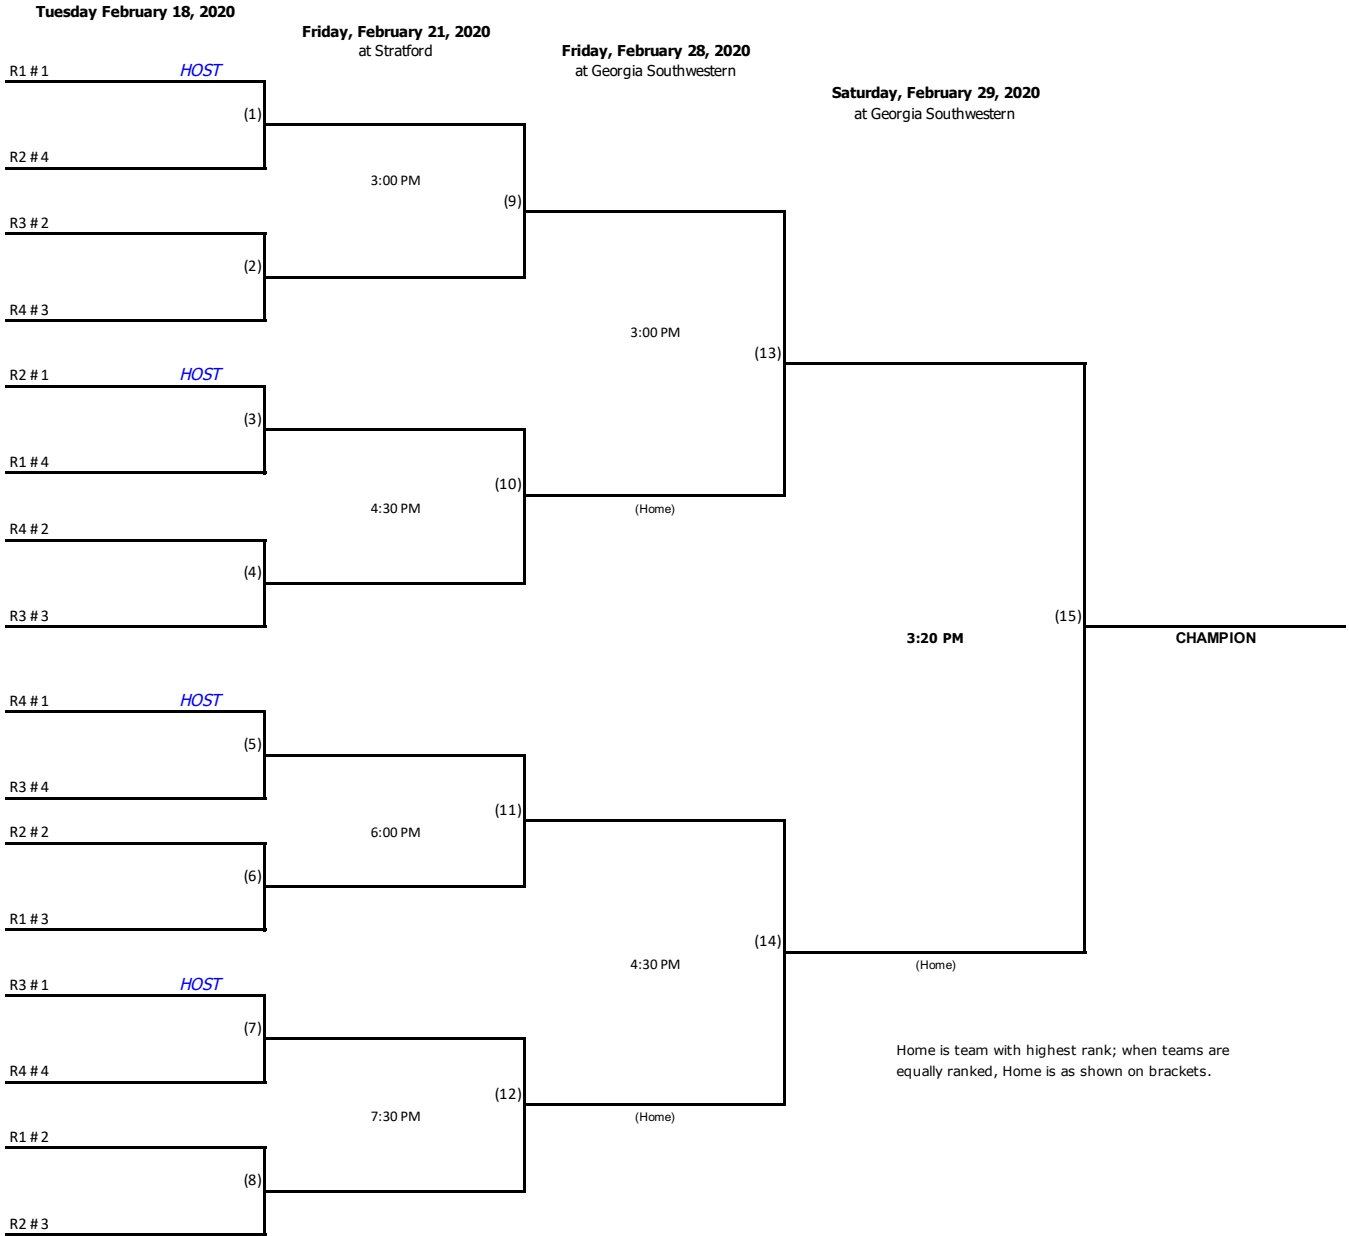 Tuesday February 18, 2020
Friday, February 21, 2020
at Stratford
Friday, February 28, 2020
at Georgia Southwestern
Saturday, February 29, 2020
at Georgia Southwestern
R1 #1 HOST
(1)
R2 #4
3:00 PM
(9)
R3 #2
(2)
R4 #3
3:00 PM
(13)
R2 #1 HOST
(3)
R1 #4
(10)
4:30 PM
(Home)
R4 #2
(4)
R3 #3
(15)
3:20 PM
CHAMPION
R4 #1 HOST
(5)
R3 #4
(11)
R2 #2
6:00 PM
(6)
R1 #3
(14)
4:30 PM
(Home)
R3 #1 HOST
(7)
R4 #4
Home is team with highest rank; when teams are
equally ranked, Home is as shown on brackets.
(12)
7:30 PM
(Home)
R1 #2
(8)
R2 #3